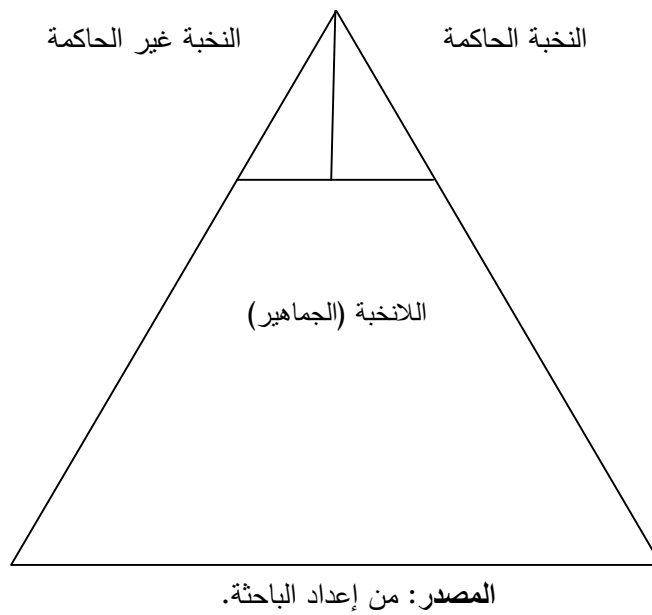 النخبة الحاكمة
النخبة غير الحاكمة
اللانخبة (الجماهير)
المصدر: من إعداد الباحثة.